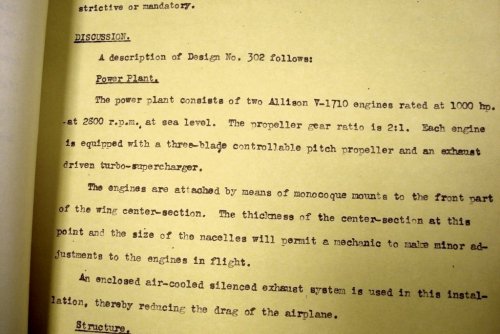 strictive or mandatory.
DISCUSSION.
A description of Design No. 302 follows:
Power Plant.
The power plant consists of two Allison V-1710 engines rated at 1000 hp.
at 2600 r.p.m. at sea level. The propeller gear ratio is 2:1. Each engine
is equipped with a three-blade controllable pitch propeller and an exhaust
driven turbo-supercharger.
The engines are attached by means of monocoque mounts to the front part
of the wing center-section. The thickness of the center-section at this
point and the size of the nacelles will permit a mechanic to make minor ad-
justments to the engines in flight.
An enclosed air-cooled silenced exhaust system is used in this instal-
lation, thereby reducing the drag of the airplane.
Structure.